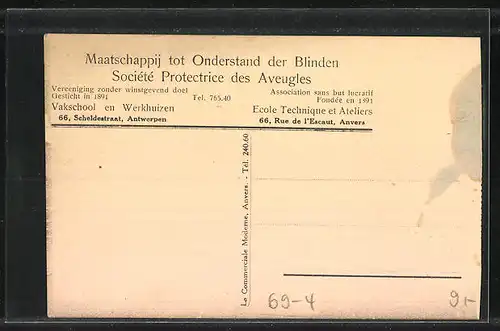 Maatschappij tot Onderstand der Blinden
Société Protectrice des Aveugles
Vereeniging zonder winstgevend doel
Gesticht in 1891
Tel. 765.40
Association sans but lucratif
Fondée en 1891
Vakschool en Werkhuizen
66, Scheldestraat, Antwerpen
Ecole Technique et Ateliers
66, Rue de l'Escaut, Anvers
Le Commerciale Moderne, Anvers. - Tél. 240.60
69-4
9,-